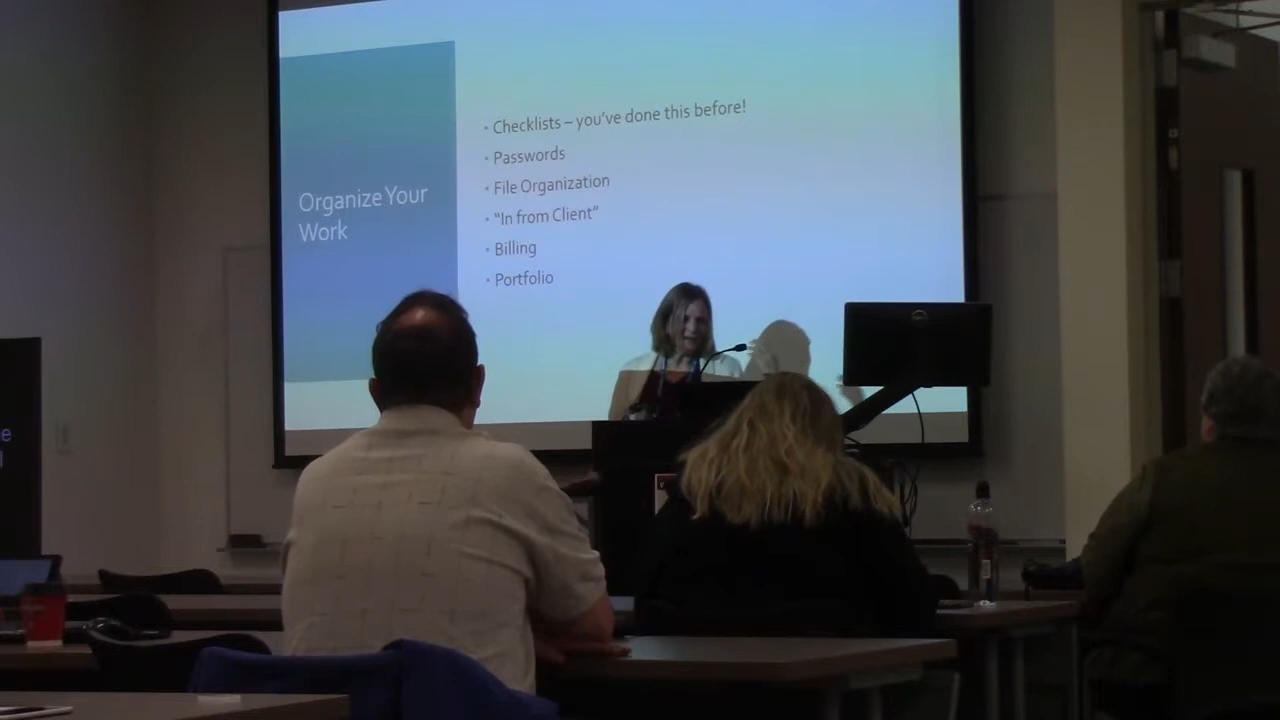 Organize Your
Work
• Checklists – you've done this before!
• Passwords
• File Organization
• "In from Client"
• Billing
• Portfolio